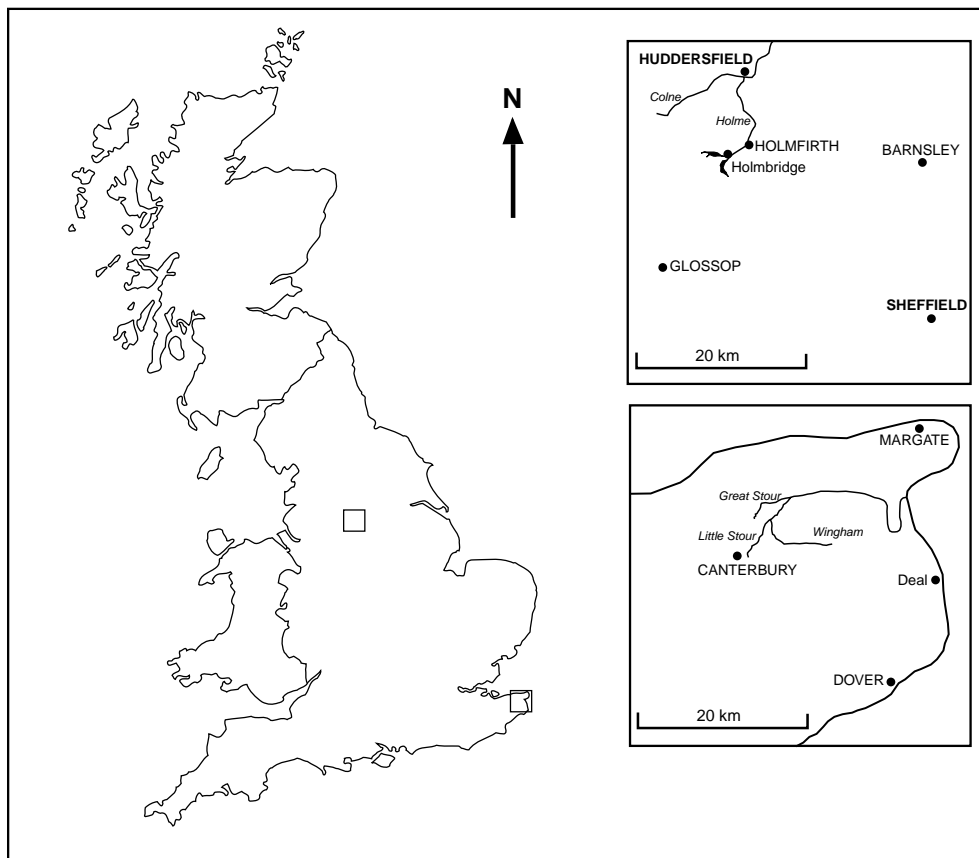 N
HUDDERSFIELD
Colne
Holme
HOLMFIRTH
Holmbridge
BARNSLEY
GLOSSOP
SHEFFIELD
20 km
MARGATE
Great Stour
Little Stour
Wingham
CANTERBURY
Deal
DOVER
20 km